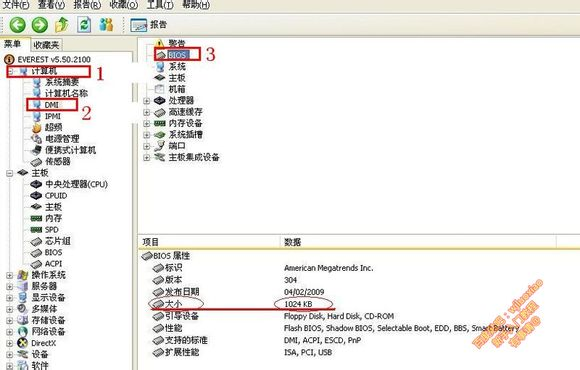 文件(F) 查看(V) 报告(R) 收藏(O) 工具(T) 帮助(H)
报告
菜单 收藏夹
EVEREST v5.50.2100
计算机 1
系统摘要
计算机名称
DMI
2
IPMI
超频
电源管理
便携式计算机
传感器
主板
中央处理器(CPU)
CPUID
主板
内存
SPD
芯片组
BIOS
ACPI
操作系统
服务器
显示设备
多媒体
存储器
网络设备
DirectX
设备
软件
警告
BIOS 3
系统
主板
机箱
处理器
高速缓存
内存设备
系统插槽
端口
主板集成设备
项目 数据
BIOS 属性
标识 American Megatrends Inc.
版本 304
发布日期 04/02/2009
大小 1024 KB
引导设备 Floppy Disk, Hard Disk, CD-ROM
性能 Flash BIOS, Shadow BIOS, Selectable Boot, EDD, BBS, Smart Battery
支持的标准 DMI, ACPI, ESCD, PnP
扩展性能 ISA, PCI, USB